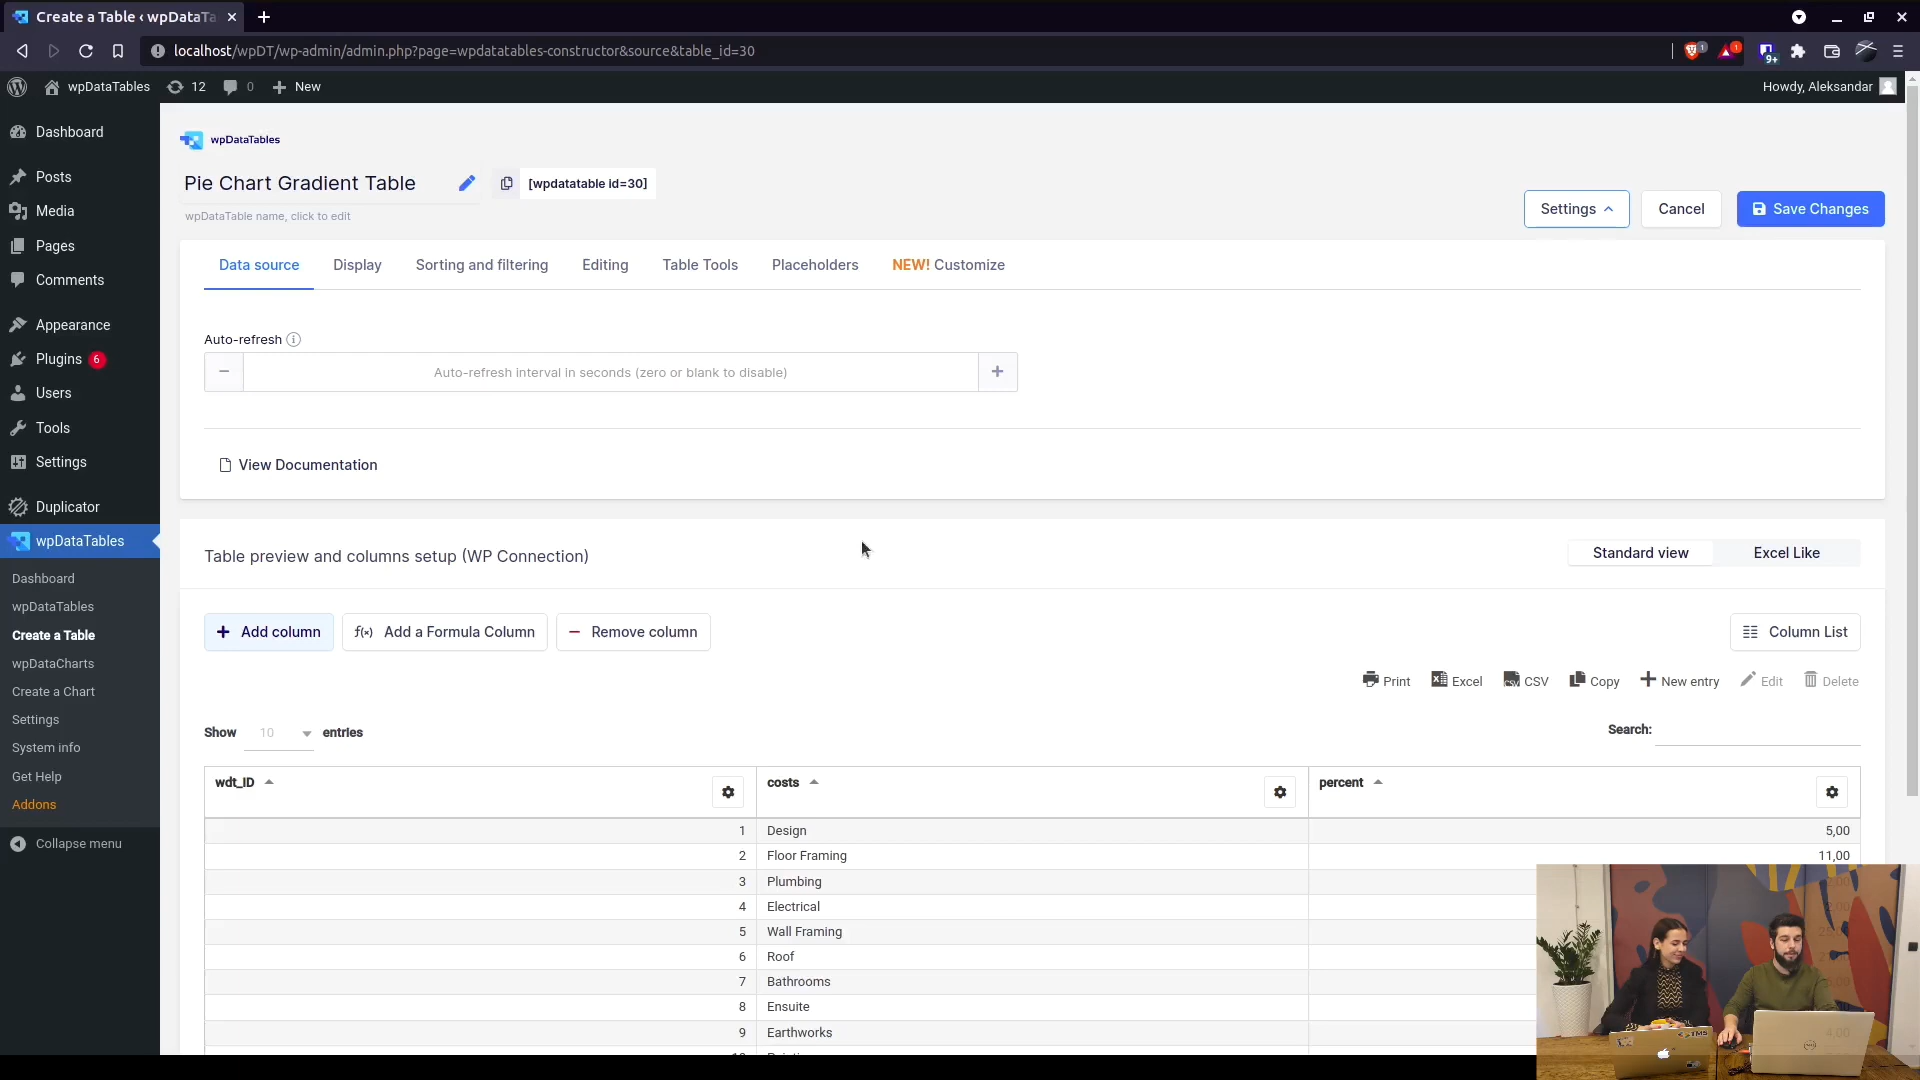 Create a Table ‹ wpDataTa
localhost/wpDT/wp-admin/admin.php?page=wpdatatables-constructor&source&table_id=30
1
1
9+
wpDataTables
12
0
New
Howdy, Aleksandar
Dashboard
Posts
Media
Pages
Comments
Appearance
Plugins 6
Users
Tools
Settings
Duplicator
wpDataTables
Dashboard
wpDataTables
Create a Table
wpDataCharts
Create a Chart
Settings
System info
Get Help
Addons
Collapse menu
wpDataTables
Pie Chart Gradient Table
[wpdatatable id=30]
wpDataTable name, click to edit
Settings
Cancel
Save Changes
Data source
Display
Sorting and filtering
Editing
Table Tools
Placeholders
NEW! Customize
Auto-refresh
Auto-refresh interval in seconds (zero or blank to disable)
View Documentation
Table preview and columns setup (WP Connection)
Standard view
Excel Like
Add column
f(x) Add a Formula Column
Remove column
Column List
Print
Excel
CSV
Copy
New entry
Edit
Delete
Show 10 entries
Search:
wdt_ID
costs
percent
1 Design 5,00
2 Floor Framing 11,00
3 Plumbing
4 Electrical
5 Wall Framing
6 Roof
7 Bathrooms
8 Ensuite
9 Earthworks